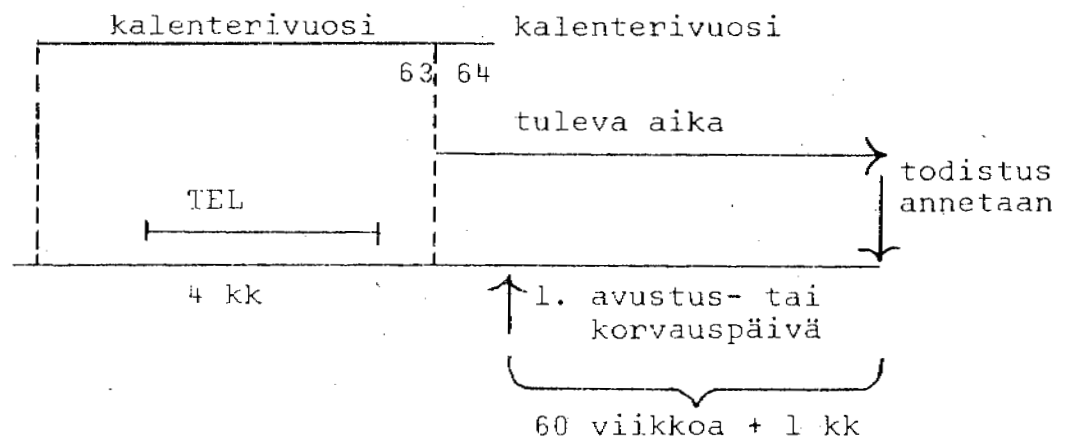 kalenterivuosi kalenterivuosi
63 64
tuleva aika
todistus
annetaan
TEL
4 kk
1. avustus- tai
korvauspäivä
60 viikkoa + 1 kk